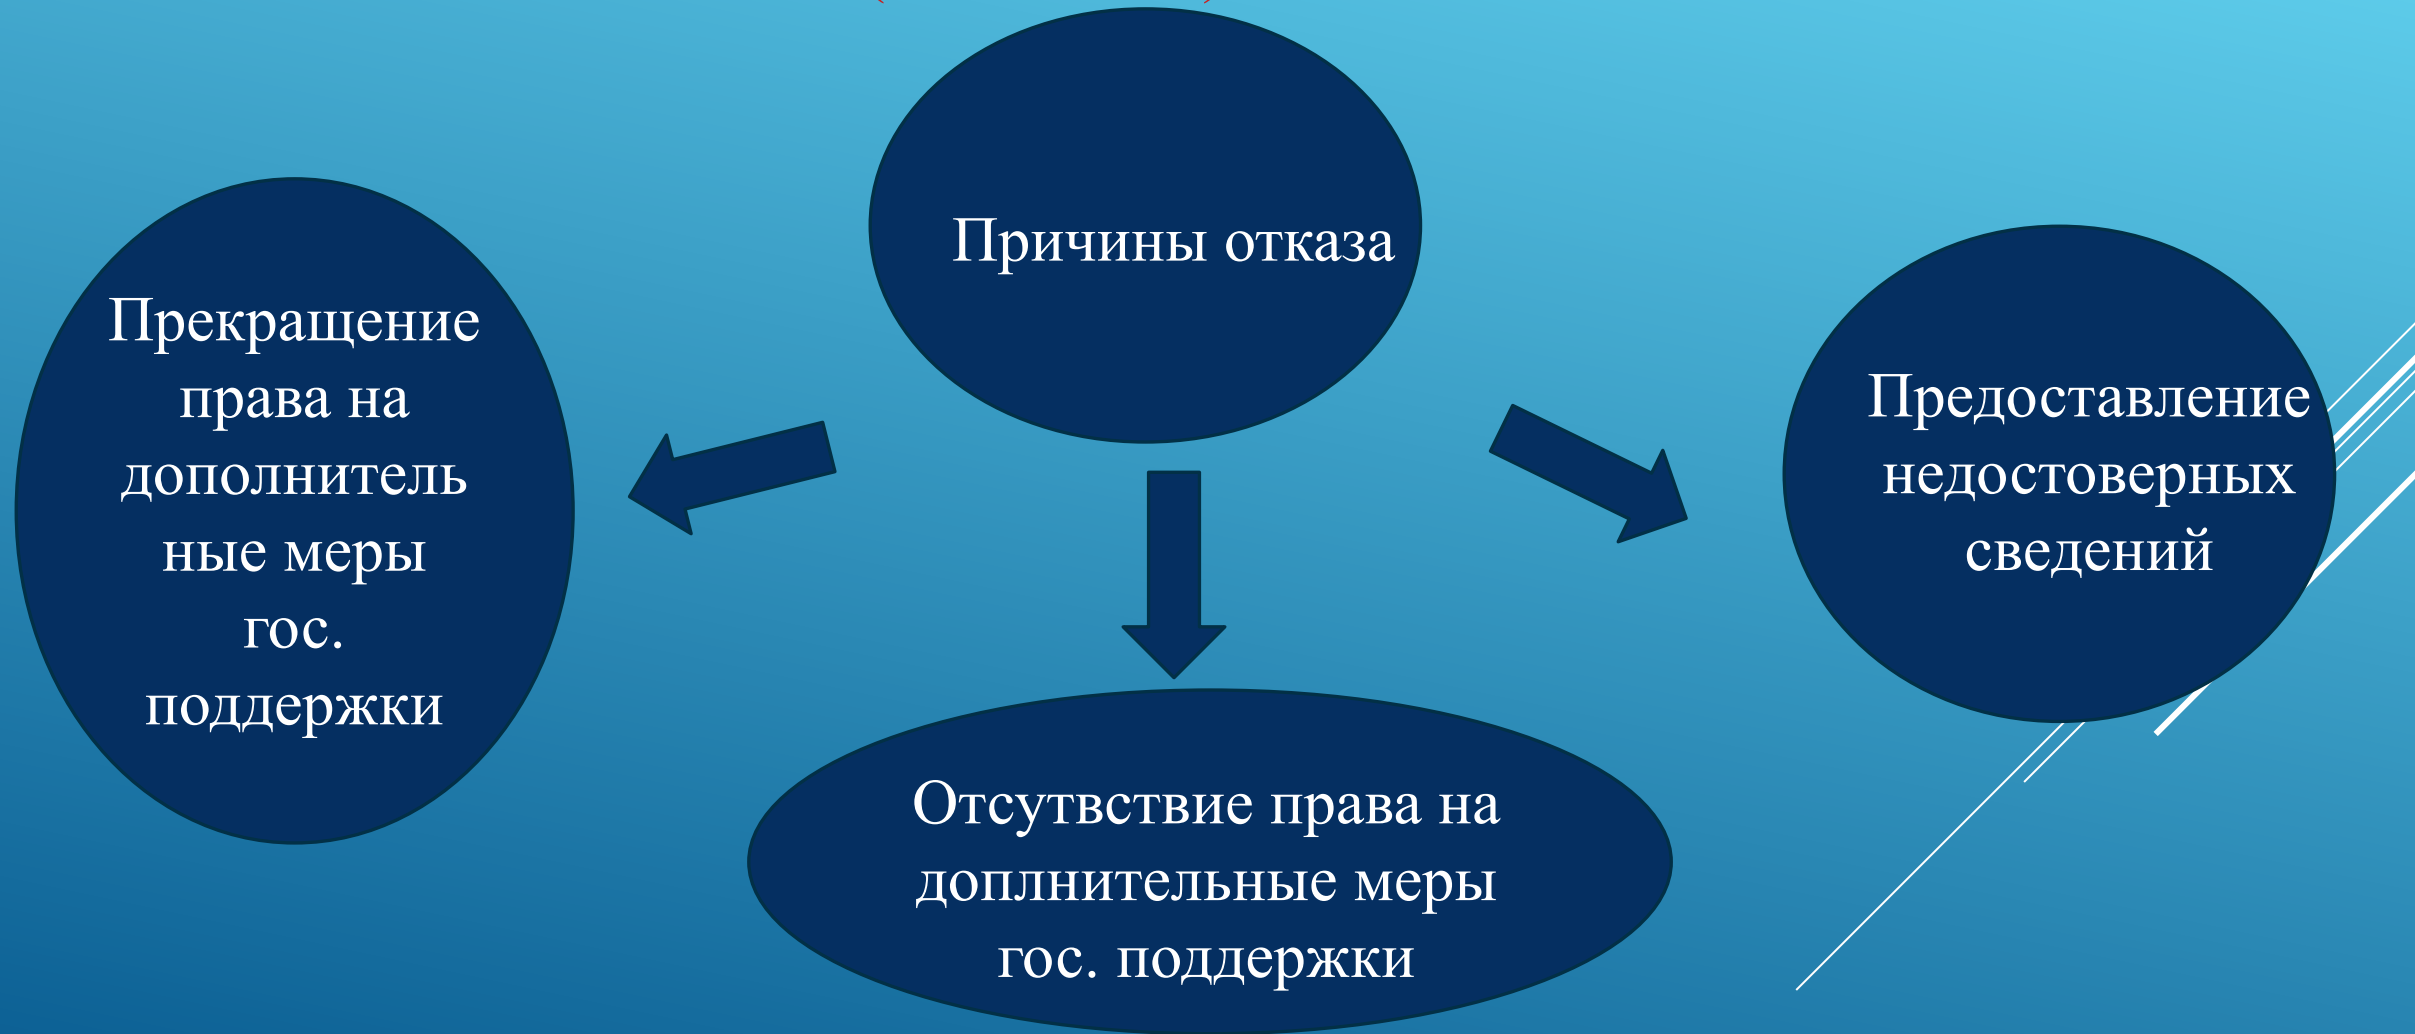 Причины отказа
Прекращение
права на
дополнитель
ные меры
гос.
поддержки
Отсутвствие права на
доплнительные меры
гос. поддержки
Предоставление
недостоверных
сведений